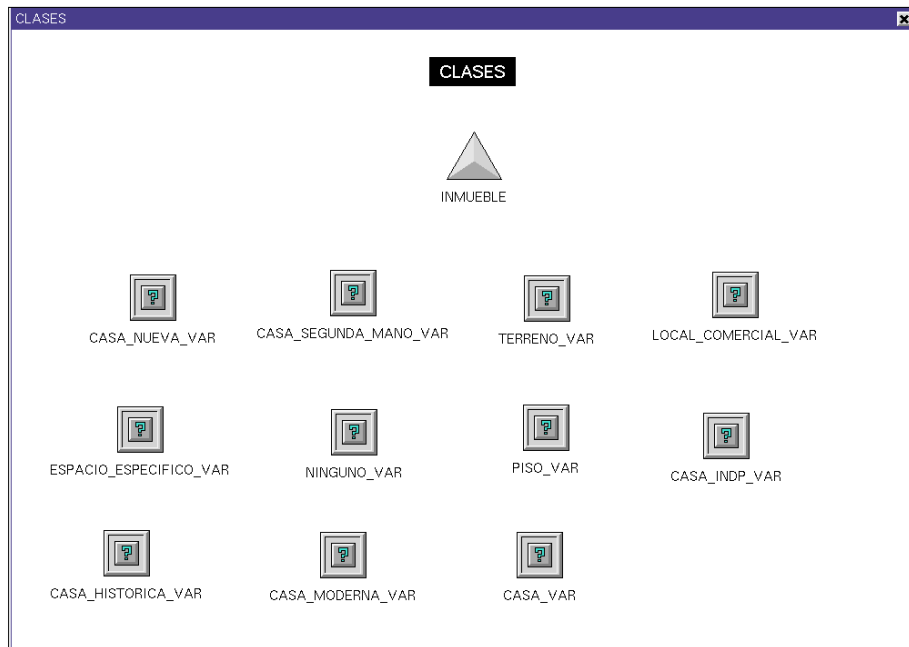 CLASES
CLASES
INMUEBLE
CASA_NUEVA_VAR
CASA_SEGUNDA_MANO_VAR
TERRENO_VAR
LOCAL_COMERCIAL_VAR
ESPACIO_ESPECIFICO_VAR
NINGUNO_VAR
PISO_VAR
CASA_INDP_VAR
CASA_HISTORICA_VAR
CASA_MODERNA_VAR
CASA_VAR